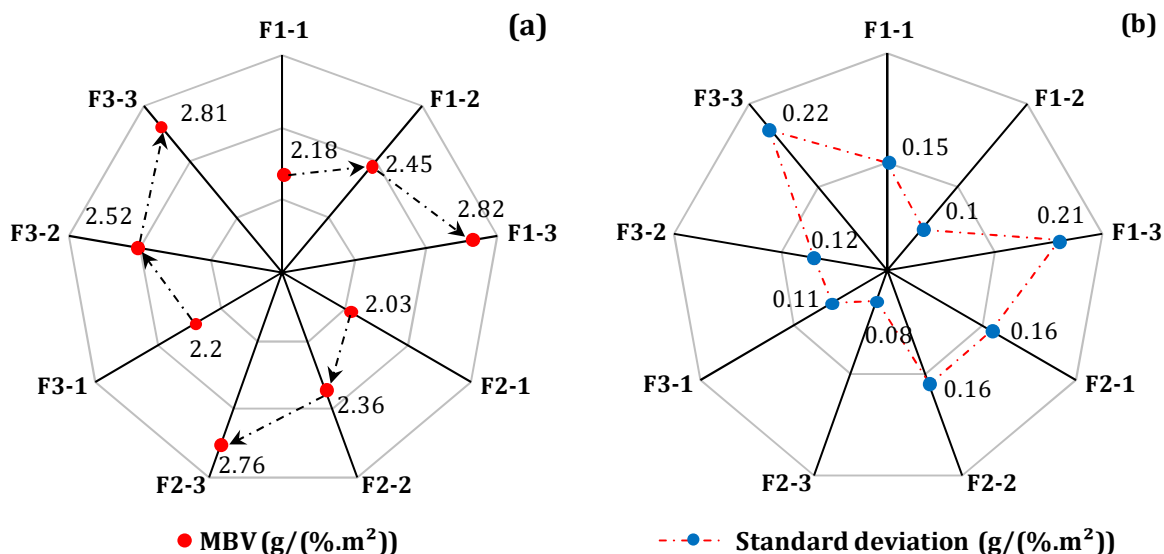 (a)
F1-1
F1-2
F1-3
F2-1
F2-2
F2-3
F3-1
F3-2
F3-3
2.18
2.45
2.82
2.03
2.36
2.76
2.2
2.52
2.81
MBV (g/(%.m²))
(b)
F1-1
F1-2
F1-3
F2-1
F2-2
F2-3
F3-1
F3-2
F3-3
0.15
0.1
0.21
0.16
0.16
0.08
0.11
0.12
0.22
Standard deviation (g/(%.m²))